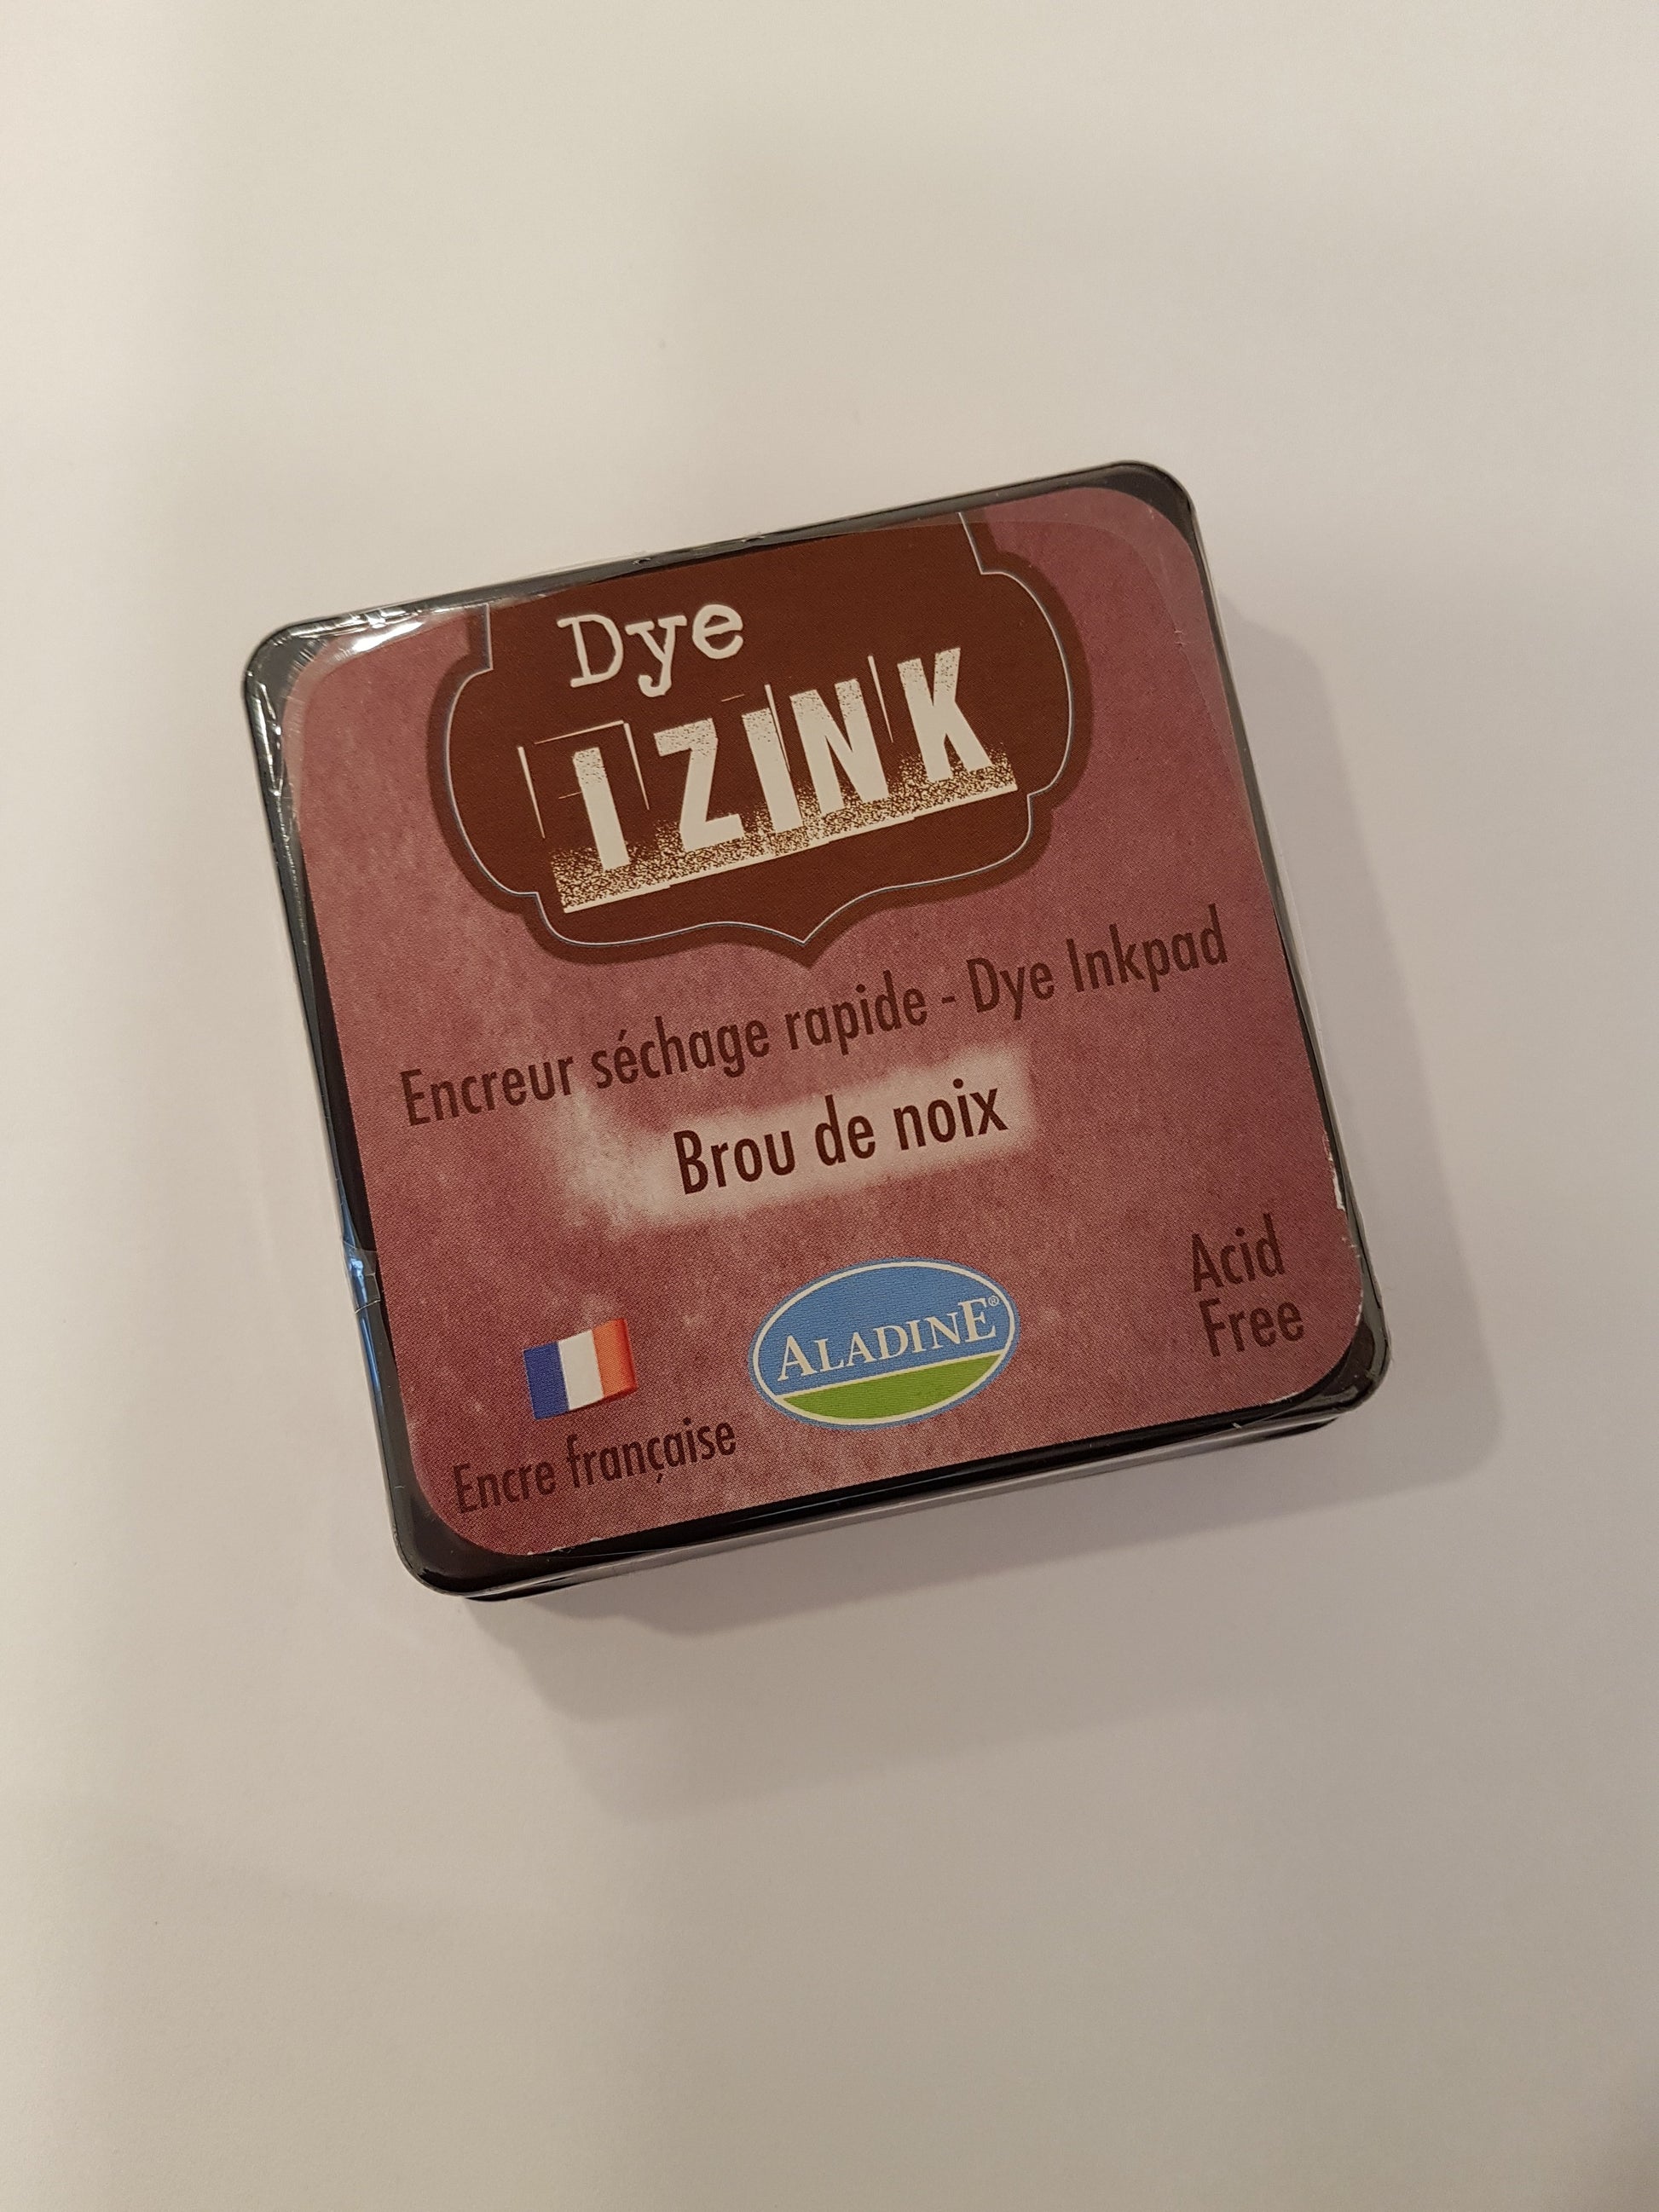 Dye
IZINK
Encreur séchage rapide - Dye Inkpad
Brou de noix
Acid
Free
ALADINE®
Encre française